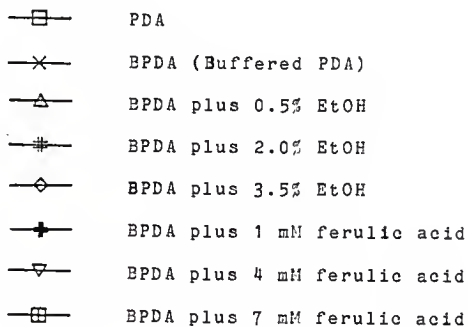 PDA
BPDA (Buffered PDA)
BPDA plus 0.5% EtOH
BPDA plus 2.0% EtOH
BPDA plus 3.5% EtOH
BPDA plus 1 mM ferulic acid
BPDA plus 4 mM ferulic acid
BPDA plus 7 mM ferulic acid